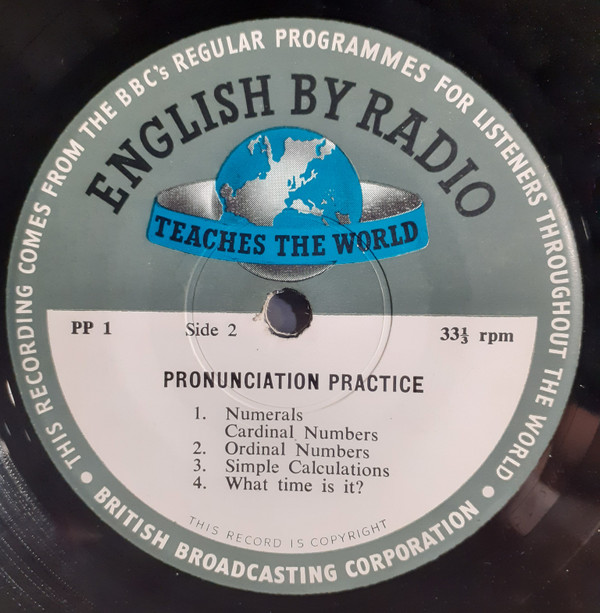 THIS RECORDING COMES FROM THE BBC's REGULAR PROGRAMMES FOR LISTENERS THROUGHOUT THE WORLD
ENGLISH BY RADIO
TEACHES THE WORLD
PP 1 Side 2 33⅓ rpm
PRONUNCIATION PRACTICE
1. Numerals
Cardinal Numbers
2. Ordinal Numbers
3. Simple Calculations
4. What time is it?
THIS RECORD IS COPYRIGHT
• BRITISH BROADCASTING CORPORATION •